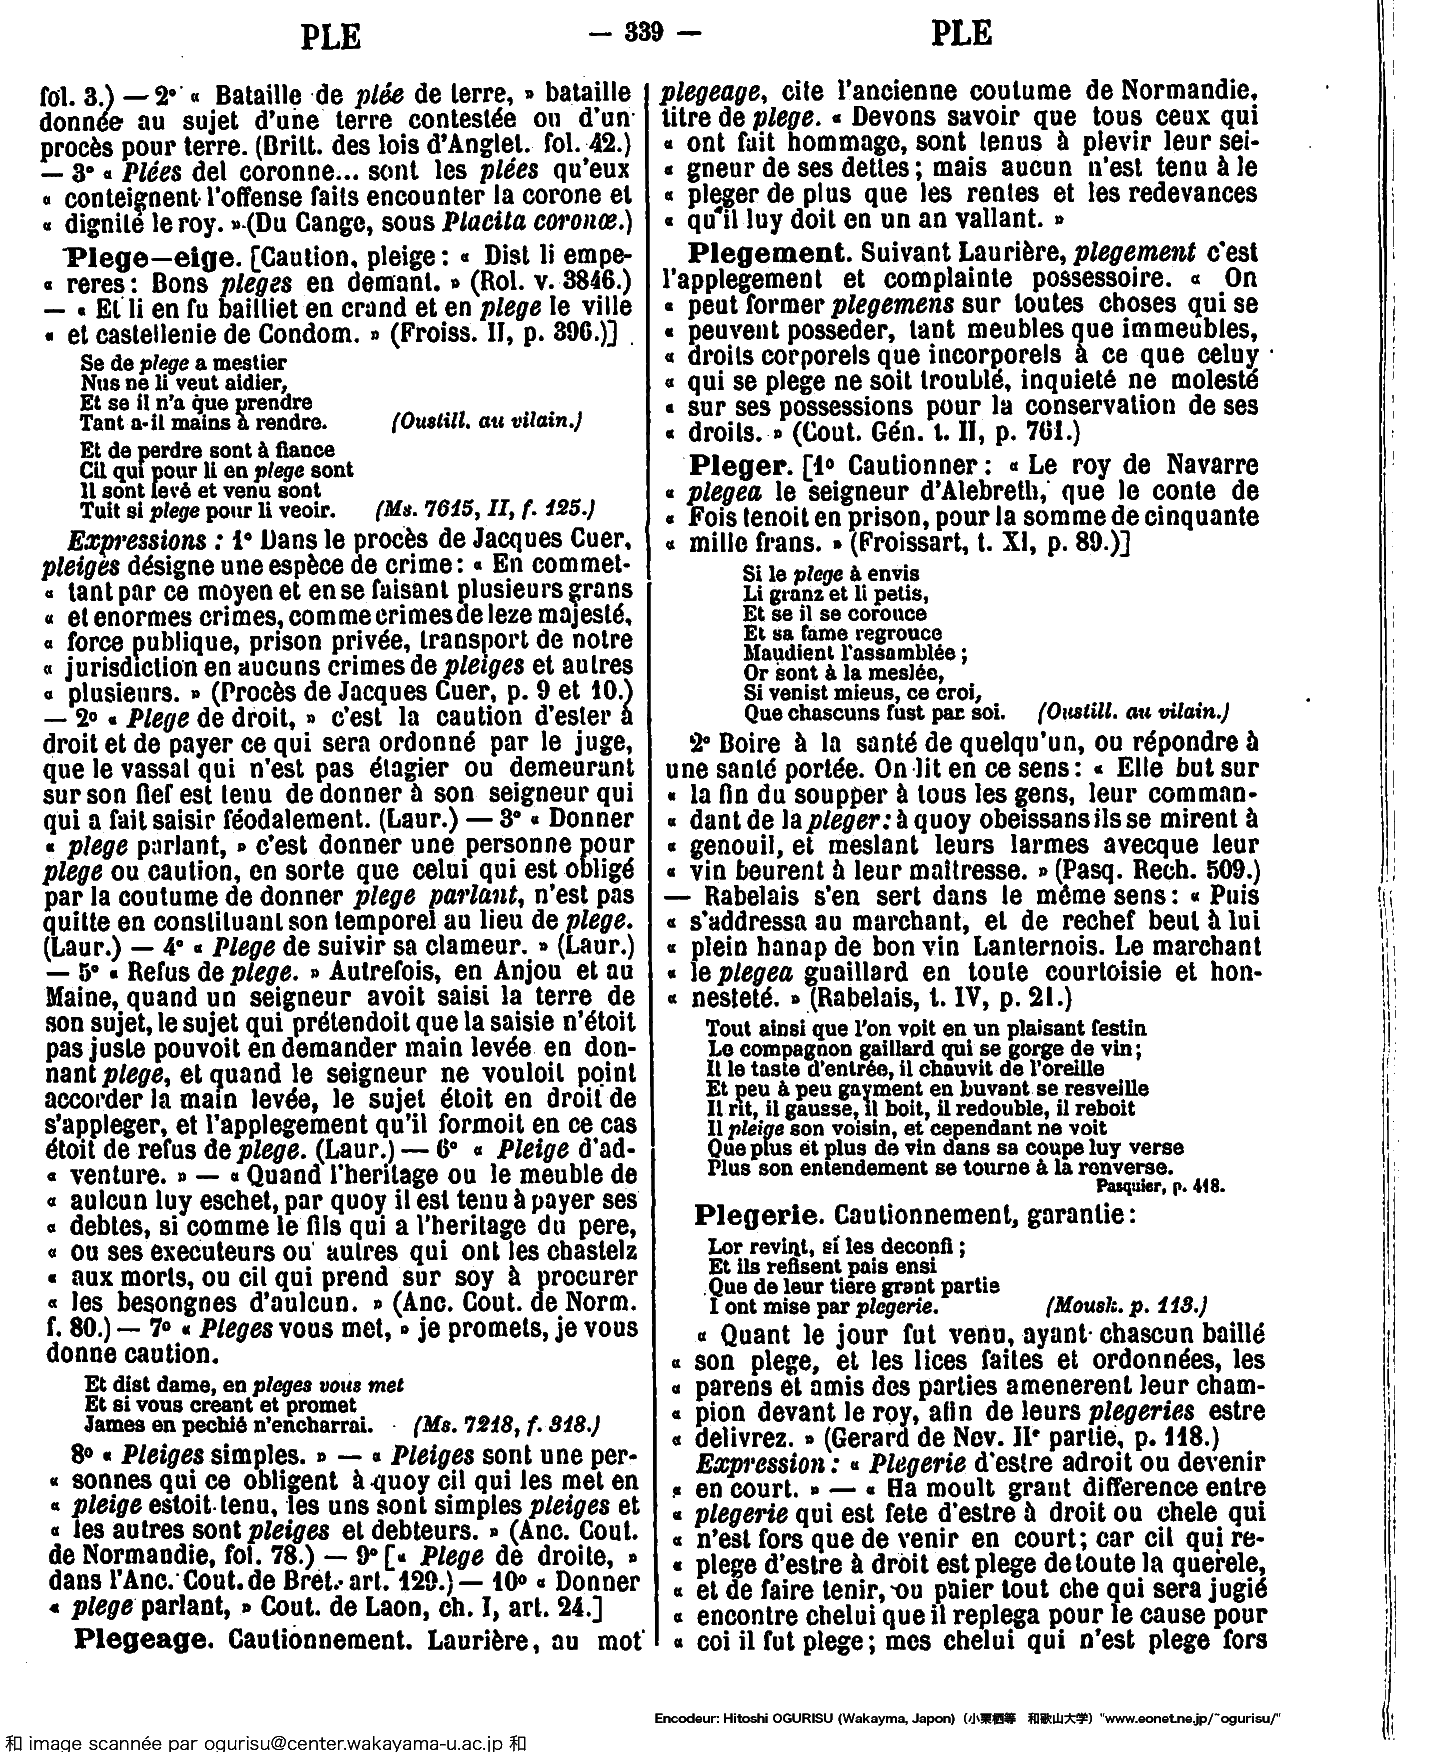 PLE — 339 — PLE
fol. 3.) — 2° « Bataille de plée de terre, » bataille
donnée au sujet d'une terre contestée ou d'un
procès pour terre. (Britt. des lois d'Anglet. fol. 42.)
— 3° « Plées del coronne... sont les plées qu'eux
« conteignent l'offense faits encounter la corone et
« dignité le roy. » (Du Cange, sous Placita coronæ.)
Plege—eige. [Caution, pleige : « Dist li empe-
« reres : Bons pleges en demant. » (Rol. v. 3846.)
— « Et li en fu bailliet en crand et en plege le ville
« et castellenie de Condom. » (Froiss. II, p. 396.)]
Se de plege a mestier
Nus ne li veut aidier,
Et se il n'a que prendre
Tant a-il mains à rendre. (Oustill. au vilain.)
Et de perdre sont à fiance
Cil qui pour li en plege sont
Il sont levé et venu sont
Tuit si plege pour li veoir. (Ms. 7615, II, f. 125.)
Expressions : 1° Dans le procès de Jacques Cuer,
pleiges désigne une espèce de crime : « En commet-
« tant par ce moyen et en se faisant plusieurs grans
« et enormes crimes, comme crimes de leze majesté,
« force publique, prison privée, transport de notre
« jurisdiction en aucuns crimes de pleiges et autres
« plusieurs. » (Procès de Jacques Cuer, p. 9 et 10.)
— 2° « Plege de droit, » c'est la caution d'ester à
droit et de payer ce qui sera ordonné par le juge,
que le vassal qui n'est pas étagier ou demeurant
sur son fief est tenu de donner à son seigneur qui
qui a fait saisir féodalement. (Laur.) — 3° « Donner
« plege parlant, » c'est donner une personne pour
plege ou caution, en sorte que celui qui est obligé
par la coutume de donner plege parlant, n'est pas
quitte en constituant son temporel au lieu de plege.
(Laur.) — 4° « Plege de suivir sa clameur. » (Laur.)
— 5° « Refus de plege. » Autrefois, en Anjou et au
Maine, quand un seigneur avoit saisi la terre de
son sujet, le sujet qui prétendoit que la saisie n'étoit
pas juste pouvoit en demander main levée en don-
nant plege, et quand le seigneur ne vouloit point
accorder la main levée, le sujet étoit en droit de
s'appleger, et l'applegement qu'il formoit en ce cas
étoit de refus de plege. (Laur.) — 6° « Pleige d'ad-
« venture. » — « Quand l'heritage ou le meuble de
« aulcun luy eschet, par quoy il est tenu à payer ses
« debtes, si comme le fils qui a l'heritage du pere,
« ou ses executeurs ou autres qui ont les chastelz
« aux morts, ou cil qui prend sur soy à procurer
« les besongnes d'aulcun. » (Anc. Cout. de Norm.
f. 80.) — 7° « Pleges vous met, » je promets, je vous
donne caution.
Et dist dame, en pleges vous met
Et si vous creant et promet
James en pechié n'encharrai. (Ms. 7218, f. 318.)
8° « Pleiges simples. » — « Pleiges sont une per-
« sonnes qui ce obligent à quoy cil qui les met en
« pleige estoit tenu, les uns sont simples pleiges et
« les autres sont pleiges et debteurs. » (Anc. Cout.
de Normandie, fol. 78.) — 9° [« Plege de droite, »
dans l'Anc. Cout. de Bret. art. 129.) — 10° « Donner
« plege parlant, » Cout. de Laon, ch. I, art. 24.]
Plegeage. Cautionnement. Laurière, au mot
plegeage, cite l'ancienne coutume de Normandie,
titre de plege. « Devons savoir que tous ceux qui
« ont fait hommage, sont tenus à plevir leur sei-
« gneur de ses dettes ; mais aucun n'est tenu à le
« pleger de plus que les rentes et les redevances
« qu'il luy doit en un an vallant. »
Plegement. Suivant Laurière, plegement c'est
l'applegement et complainte possessoire. « On
« peut former plegemens sur toutes choses qui se
« peuvent posseder, tant meubles que immeubles,
« droits corporels que incorporels à ce que celuy
« qui se plege ne soit troublé, inquieté ne molesté
« sur ses possessions pour la conservation de ses
« droits. » (Cout. Gén. t. II, p. 761.)
Pleger. [1° Cautionner : « Le roy de Navarre
« plegea le seigneur d'Alebreth, que le conte de
« Fois tenoit en prison, pour la somme de cinquante
« mille frans. » (Froissart, t. XI, p. 89.)]
Si le plege à envis
Li granz et li petis,
Et se il se corouce
Et sa fame regrouce
Maudient l'assamblée ;
Or sont à la meslée,
Si venist mieus, ce croi,
Que chascuns fust par soi. (Oustill. au vilain.)
2° Boire à la santé de quelqu'un, ou répondre à
une santé portée. On lit en ce sens : « Elle but sur
« la fin du soupper à tous les gens, leur comman-
« dant de la pleger : à quoy obeissans ils se mirent à
« genouil, et meslant leurs larmes avecque leur
« vin beurent à leur maitresse. » (Pasq. Rech. 509.)
— Rabelais s'en sert dans le même sens : « Puis
« s'addressa au marchant, et de rechef beut à lui
« plein hanap de bon vin Lanternois. Le marchant
« le plegea guaillard en toute courtoisie et hon-
« nesteté. » (Rabelais, t. IV, p. 21.)
Tout ainsi que l'on voit en un plaisant festin
Le compagnon gaillard qui se gorge de vin ;
Il le taste d'entrée, il chauvit de l'oreille
Et peu à peu gayment en buvant se resveille
Il rit, il gausse, il boit, il redouble, il reboit
Il pleige son voisin, et cependant ne voit
Que plus et plus de vin dans sa coupe luy verse
Plus son entendement se tourne à la renverse.
Pasquier, p. 418.
Plegerie. Cautionnement, garantie :
Lor revint, si les deconfi ;
Et ils refisent pais ensi
Que de leur tiere grant partie
I ont mise par plegerie. (Mousk. p. 113.)
« Quant le jour fut venu, ayant chascun baillé
« son plege, et les lices faites et ordonnées, les
« parens et amis des parties amenerent leur cham-
« pion devant le roy, afin de leurs plegeries estre
« delivrez. » (Gerard de Nev. IIe partie, p. 118.)
Expression : « Plegerie d'estre adroit ou devenir
« en court. » — « Ha moult grant difference entre
« plegerie qui est fete d'estre à droit ou chele qui
« n'est fors que de venir en court ; car cil qui re-
« plege d'estre à droit est plege de toute la querele,
« et de faire tenir, ou paier tout che qui sera jugié
« encontre chelui que il replega pour le cause pour
« coi il fut plege ; mes chelui qui n'est plege fors
Encodeur: Hitoshi OGURISU (Wakayma, Japon) (小栗栖等 和歌山大学) "www.eonet.ne.jp/~ogurisu/"
和 image scannée par ogurisu@center.wakayama-u.ac.jp 和